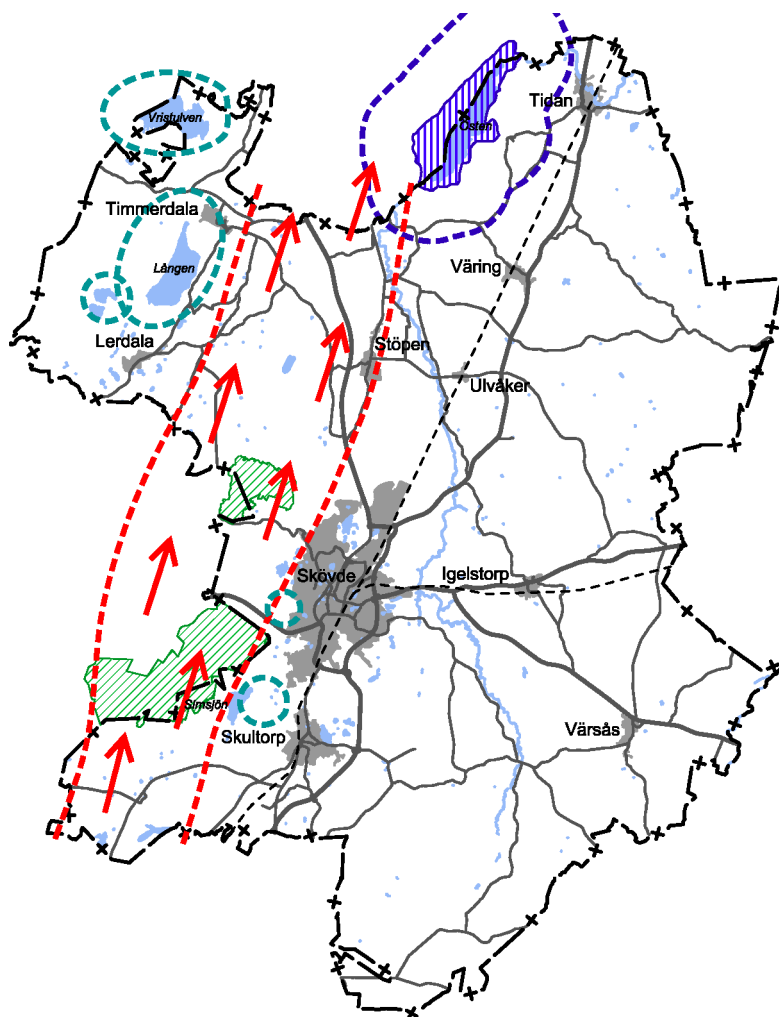 Tidan
Vristulven
Östen
Timmerdala
Lången
Väring
Lerdala
Stöpen
Ulvåker
Skövde
Igelstorp
Simsjön
Skultorp
Värsås